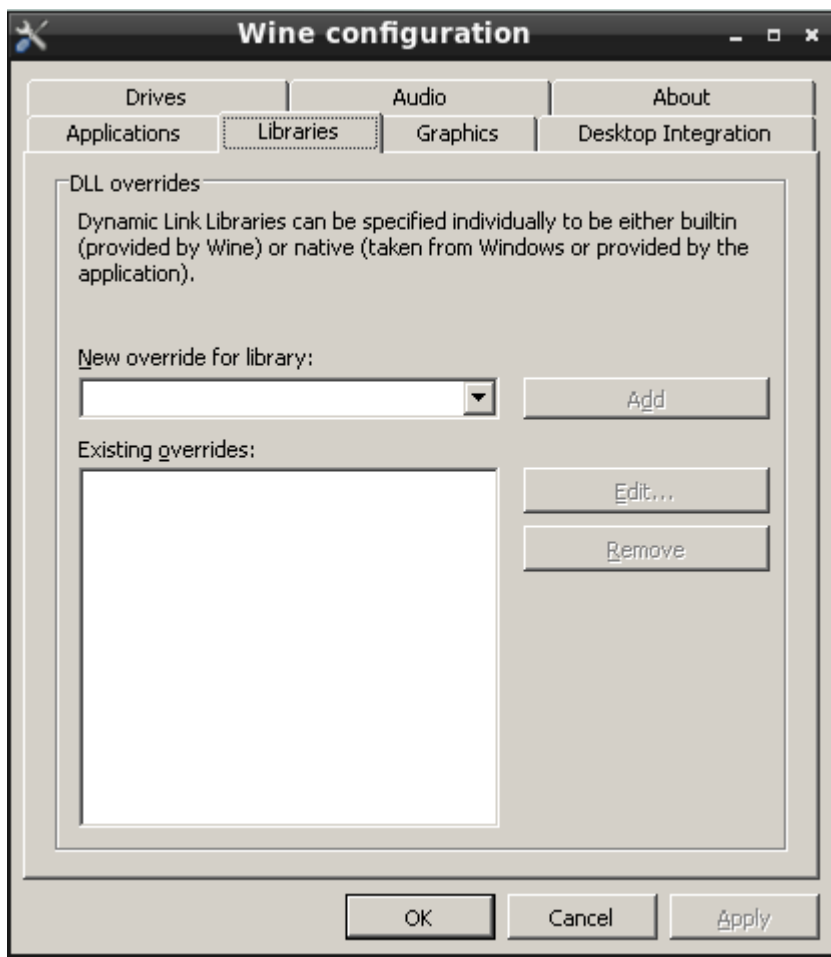 Wine configuration
Drives
Audio
About
Applications
Libraries
Graphics
Desktop Integration
DLL overrides
Dynamic Link Libraries can be specified individually to be either builtin
(provided by Wine) or native (taken from Windows or provided by the
application).
New override for library:
Add
Existing overrides:
Edit...
Remove
OK
Cancel
Apply